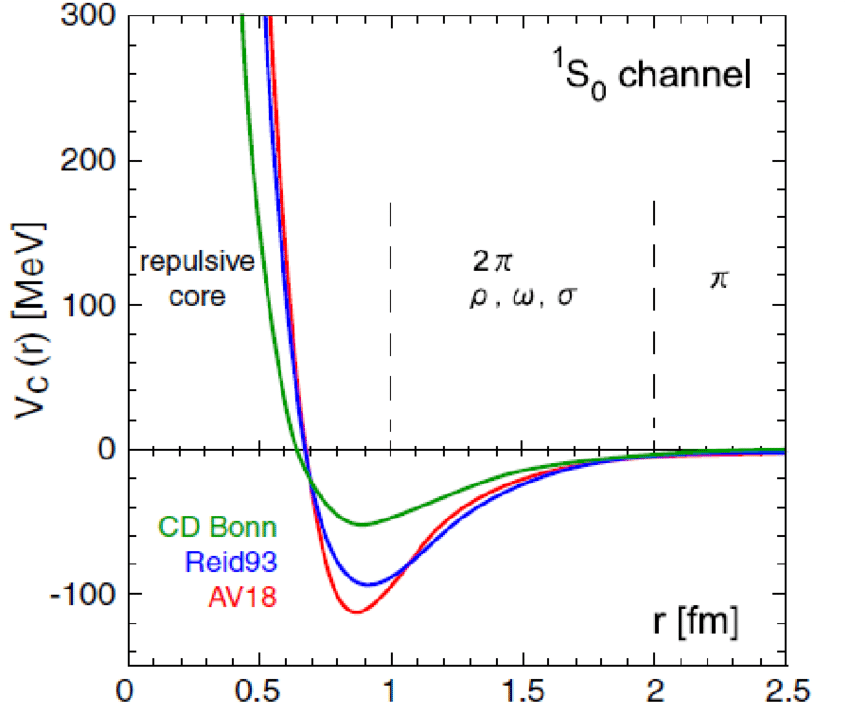 300
200
100
0
-100
V_C (r) [MeV]
¹S₀ channel
repulsive
core
2π
ρ , ω, σ
π
CD Bonn
Reid93
AV18
r [fm]
0 0.5 1 1.5 2 2.5